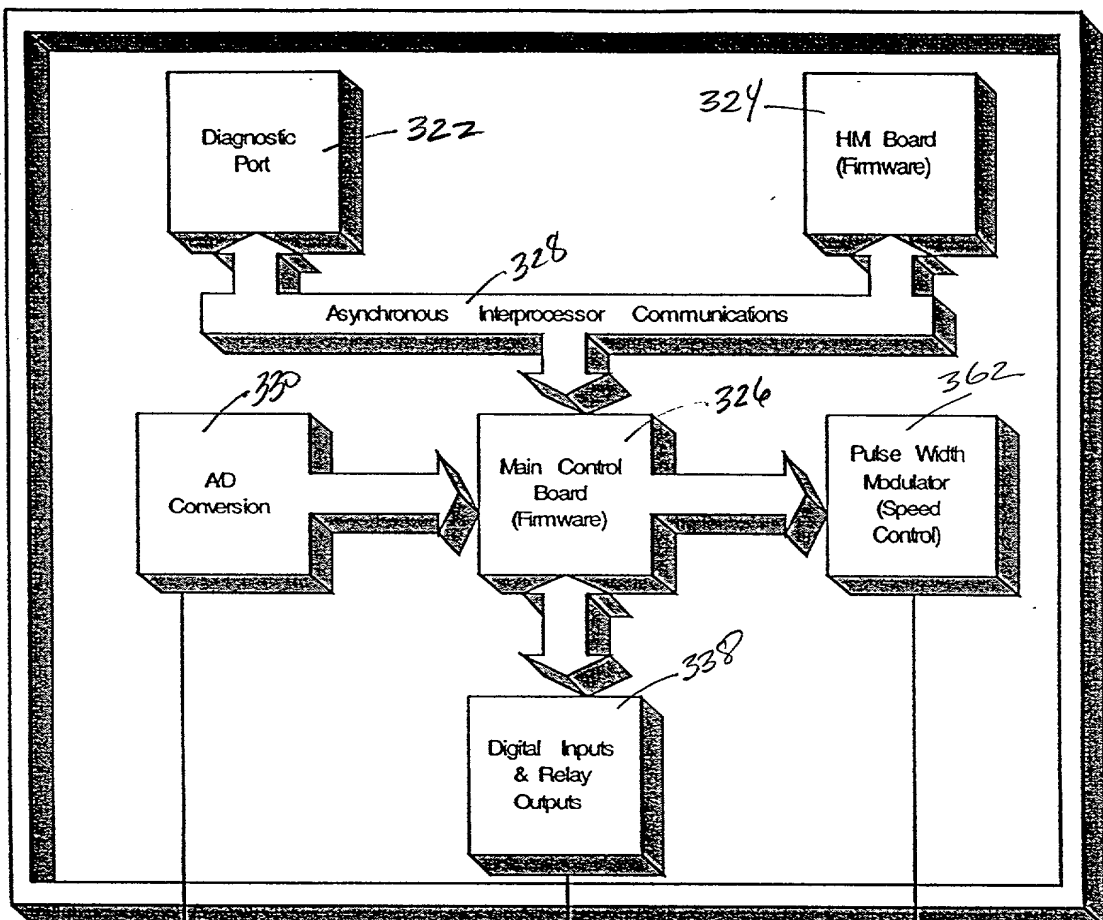 Diagnostic
Port
322
324
HMI Board
(Firmware)
328
Asynchronous Interprocessor Communications
330
A/D
Conversion
326
Main Control
Board
(Firmware)
362
Pulse Width
Modulator
(Speed
Control)
338
Digital Inputs
& Relay
Outputs